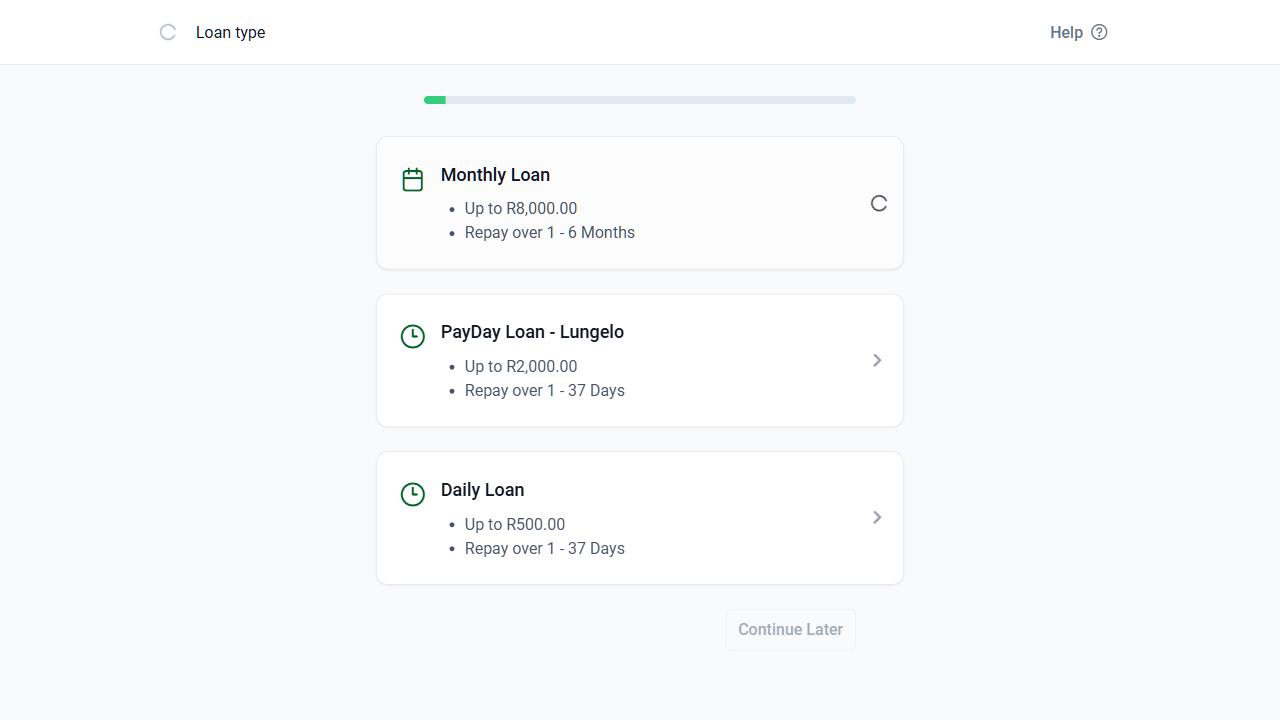 Loan type
Help
Monthly Loan
• Up to R8,000.00
• Repay over 1 - 6 Months
PayDay Loan - Lungelo
• Up to R2,000.00
• Repay over 1 - 37 Days
Daily Loan
• Up to R500.00
• Repay over 1 - 37 Days
Continue Later